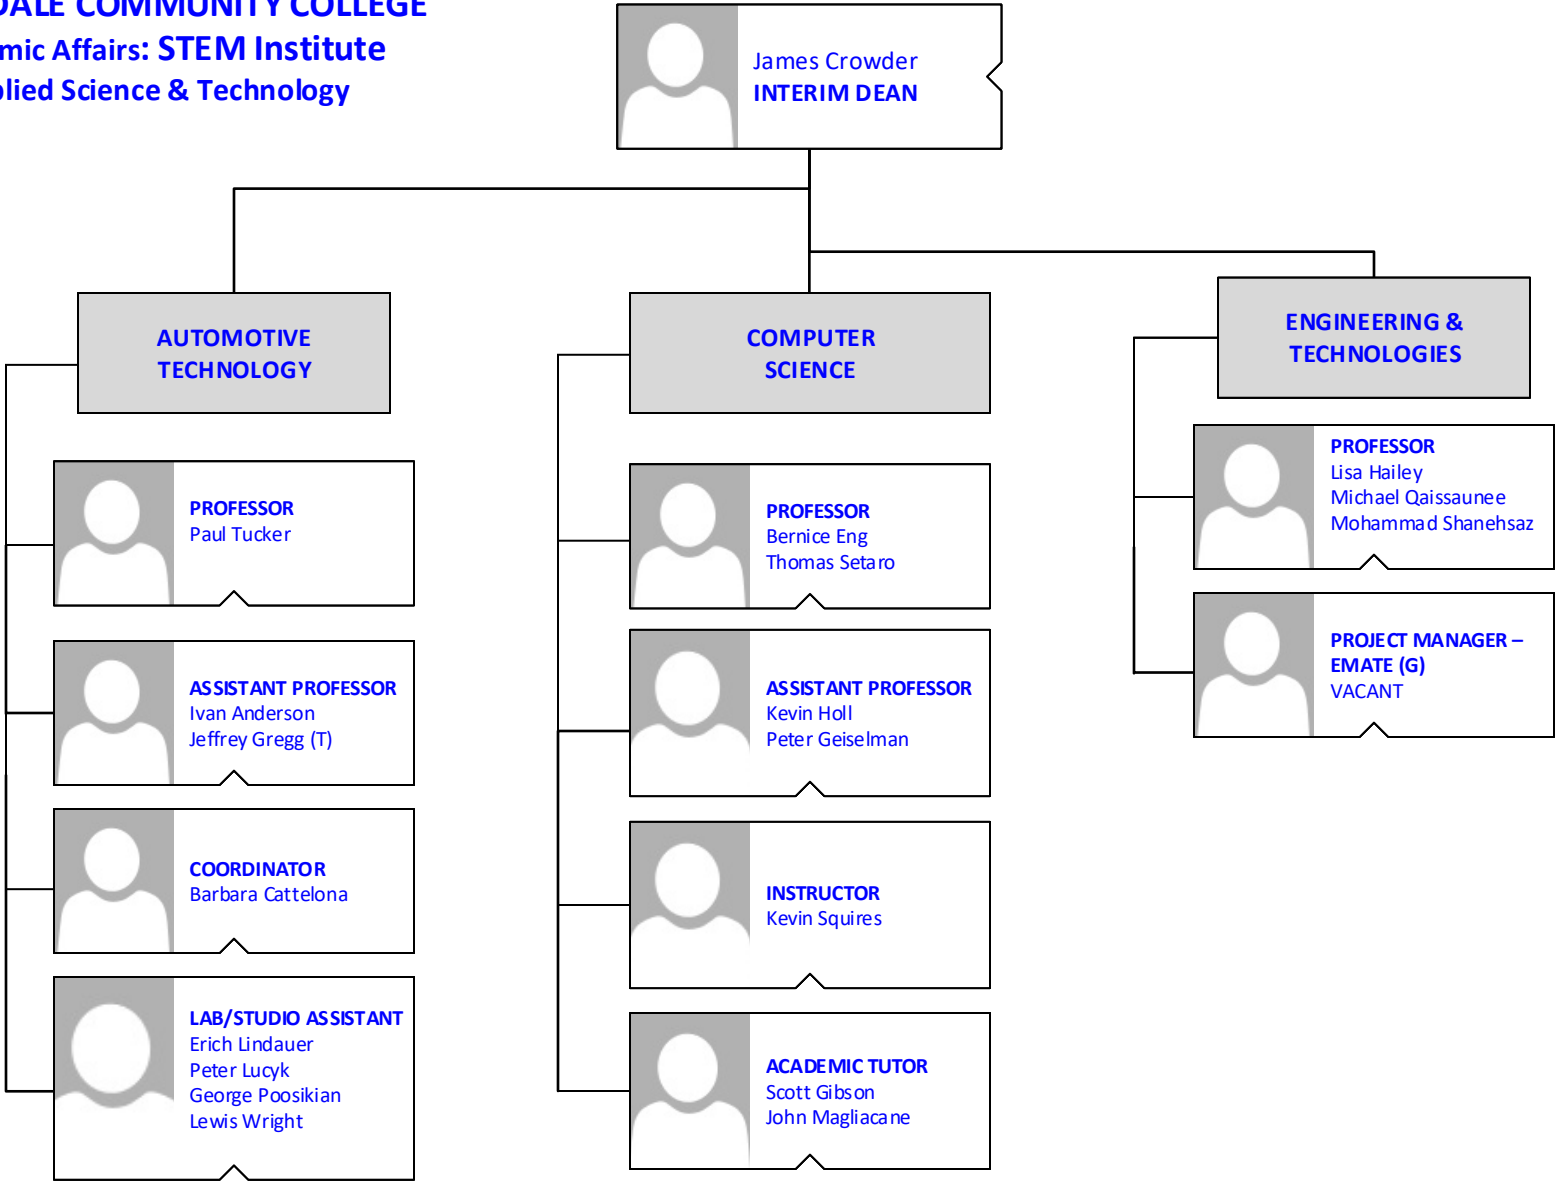 DALE COMMUNITY COLLEGE
mic Affairs: STEM Institute
plied Science & Technology
James Crowder
INTERIM DEAN
AUTOMOTIVE
TECHNOLOGY
PROFESSOR
Paul Tucker
ASSISTANT PROFESSOR
Ivan Anderson
Jeffrey Gregg (T)
COORDINATOR
Barbara Cattelona
LAB/STUDIO ASSISTANT
Erich Lindauer
Peter Lucyk
George Poosikian
Lewis Wright
COMPUTER
SCIENCE
PROFESSOR
Bernice Eng
Thomas Setaro
ASSISTANT PROFESSOR
Kevin Holl
Peter Geiselman
INSTRUCTOR
Kevin Squires
ACADEMIC TUTOR
Scott Gibson
John Magliacane
ENGINEERING &
TECHNOLOGIES
PROFESSOR
Lisa Hailey
Michael Qaissaunee
Mohammad Shanehsaz
PROJECT MANAGER –
EMATE (G)
VACANT